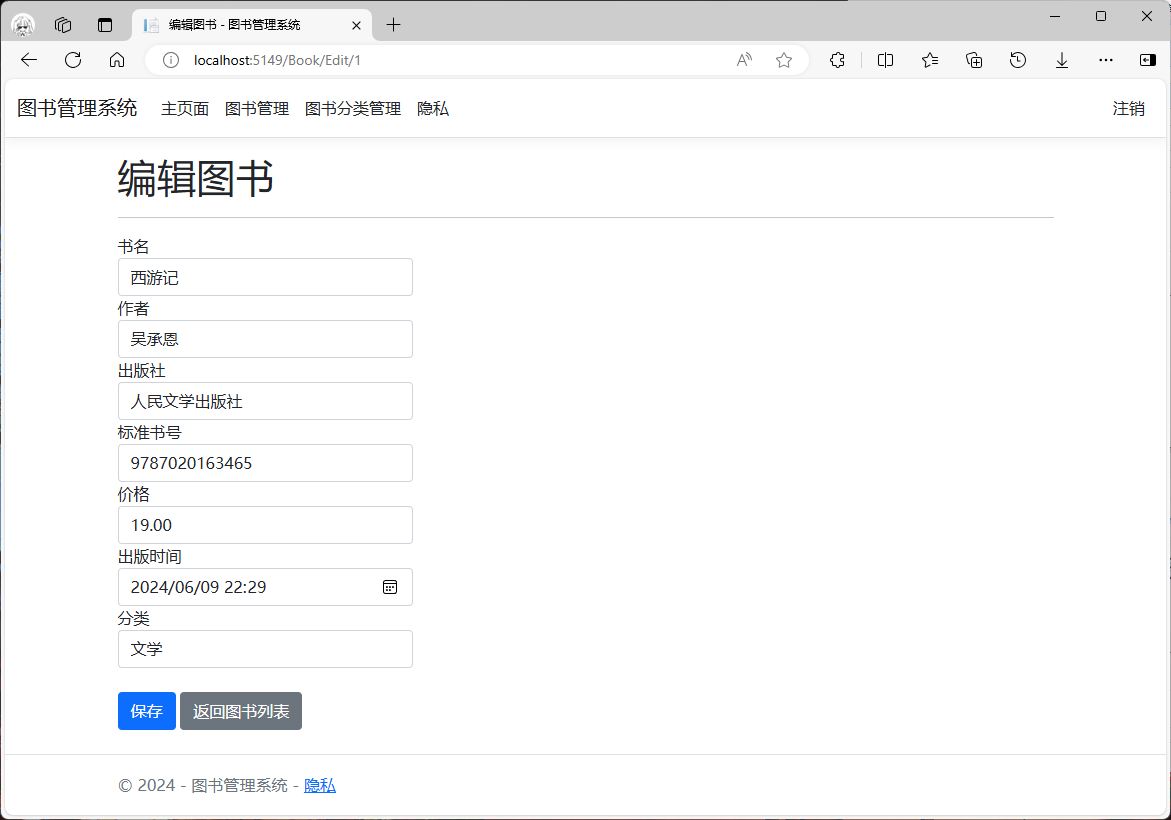 编辑图书 - 图书管理系统
localhost:5149/Book/Edit/1
图书管理系统 主页面 图书管理 图书分类管理 隐私 注销
编辑图书
书名
西游记
作者
吴承恩
出版社
人民文学出版社
标准书号
9787020163465
价格
19.00
出版时间
2024/06/09 22:29
分类
文学
保存 返回图书列表
© 2024 - 图书管理系统 - 隐私